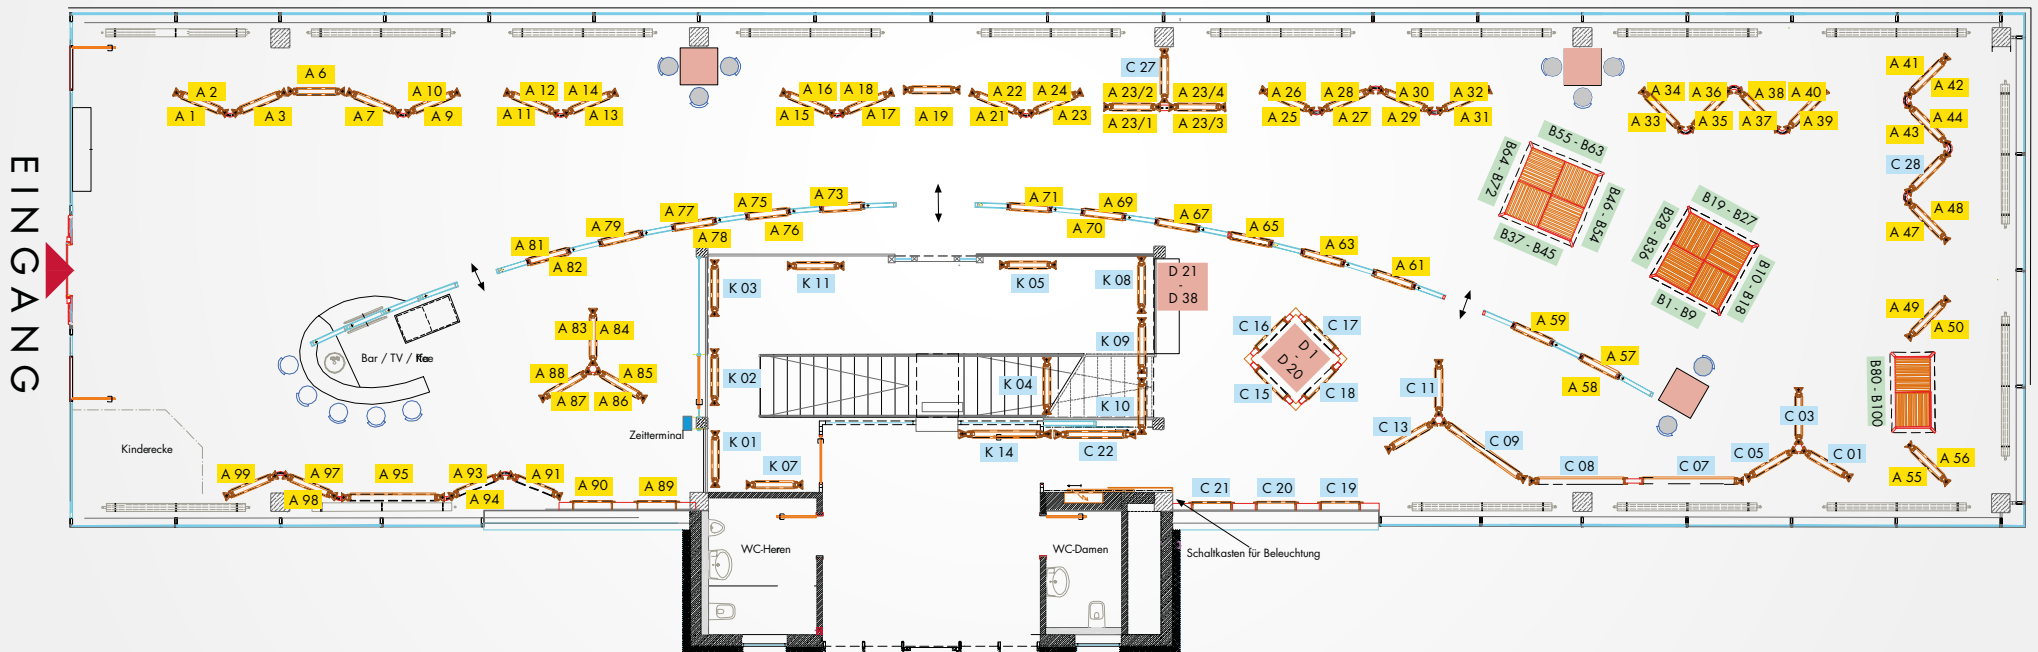 EINGANG
A 2
A 1
A 3
A 6
A 7
A 10
A 9
A 12
A 14
A 11
A 13
A 16
A 18
A 15
A 17
A 19
A 22
A 24
A 21
A 23
C 27
A 23/2
A 23/4
A 23/1
A 23/3
A 26
A 28
A 30
A 32
A 25
A 27
A 29
A 31
A 34
A 36
A 38
A 40
A 33
A 35
A 37
A 39
A 41
A 42
A 44
A 43
C 28
A 48
A 47
B55 - B63
B64 - B72
B46 - B54
B37 - B45
B19 - B27
B28 - B36
B10 - B18
B1 - B9
A 81
A 82
A 79
A 77
A 78
A 75
A 76
A 73
A 71
A 70
A 69
A 67
A 65
A 63
A 61
A 59
A 57
A 58
K 03
K 11
K 05
K 08
D 21
-
D 38
K 09
K 02
K 04
K 10
K 01
K 07
K 14
C 22
Bar / TV /
A 83
A 84
A 88
A 85
A 87
A 86
Zeitterminal
Kinderecke
A 99
A 97
A 98
A 95
A 93
A 94
A 91
A 90
A 89
C 16
C 17
D 1
-
D 20
C 15
C 18
C 11
C 13
C 09
C 08
C 07
C 03
C 05
C 01
A 49
A 50
B80 - B100
A 56
A 55
C 21
C 20
C 19
WC-Herren
WC-Damen
Schaltkasten für Beleuchtung